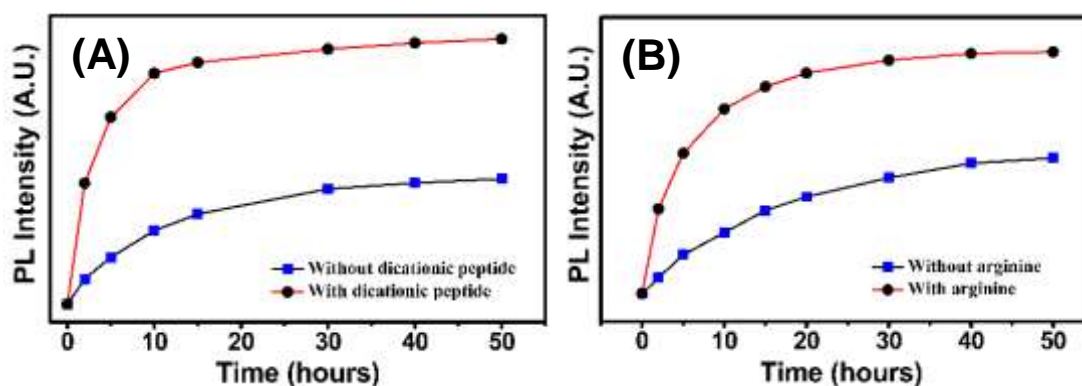 (A)
PL Intensity (A.U.)
Without dicationic peptide
With dicationic peptide
0 10 20 30 40 50
Time (hours)
(B)
PL Intensity (A.U.)
Without arginine
With arginine
0 10 20 30 40 50
Time (hours)